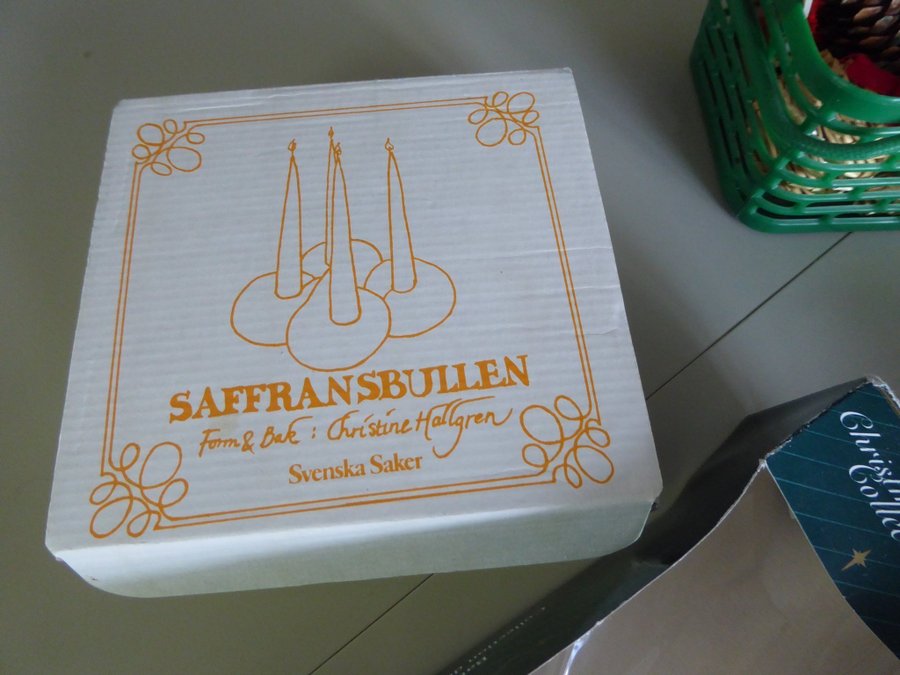 SAFFRANSBULLEN
Form & Bak : Christine Hallgren
Svenska Saker